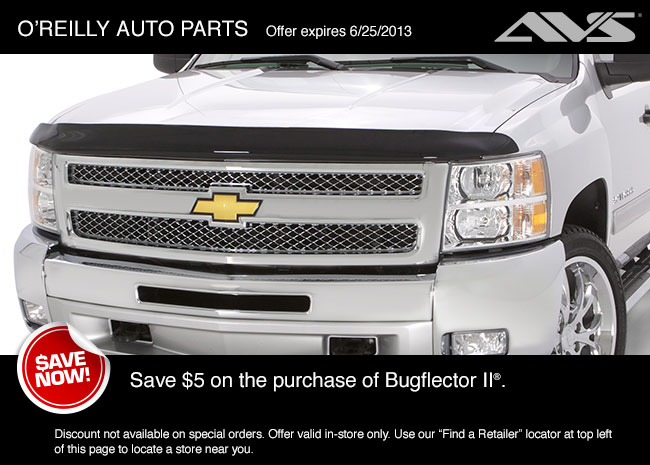 O'REILLY AUTO PARTS Offer expires 6/25/2013
AVS®
$AVE
NOW!
Save $5 on the purchase of Bugflector II®.
Discount not available on special orders. Offer valid in-store only. Use our “Find a Retailer” locator at top left
of this page to locate a store near you.